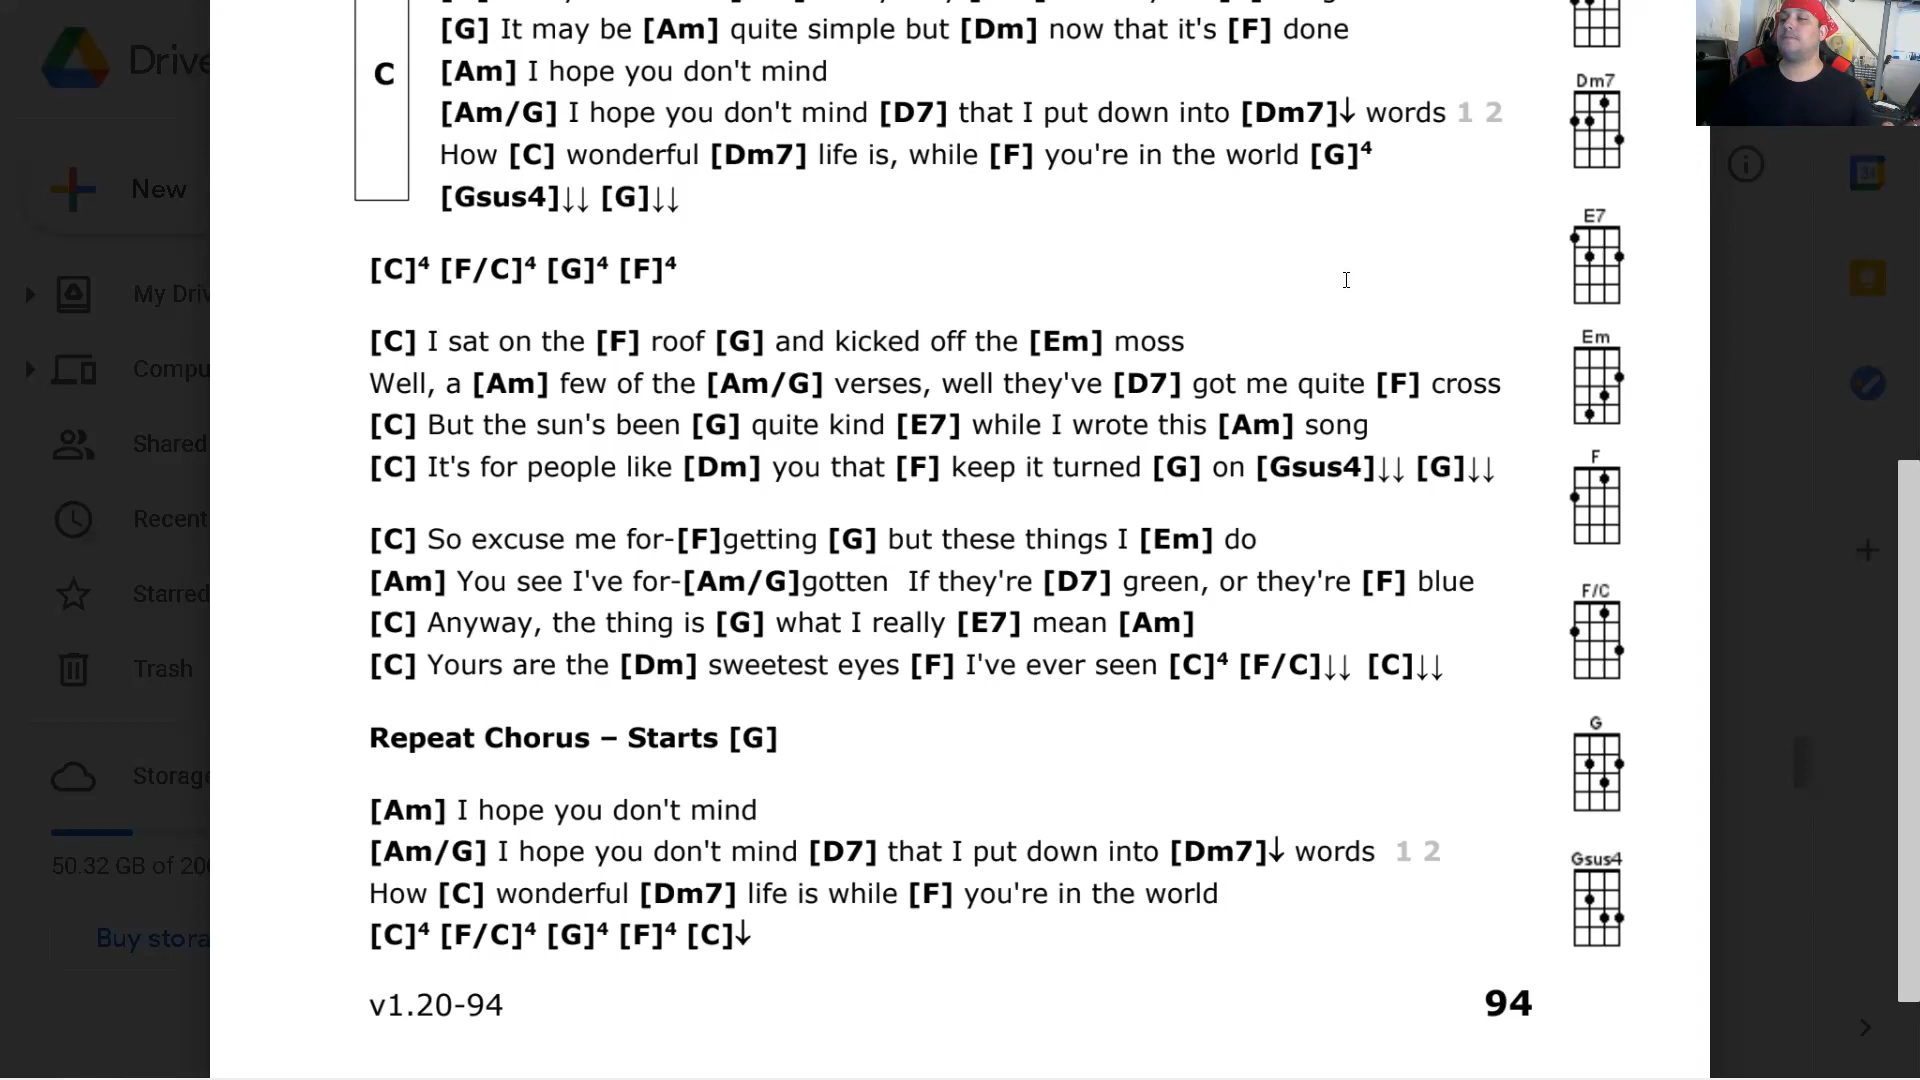 [G] It may be [Am] quite simple but [Dm] now that it's [F] done
C
[Am] I hope you don't mind
[Am/G] I hope you don't mind [D7] that I put down into [Dm7]↓ words 1 2
How [C] wonderful [Dm7] life is, while [F] you're in the world [G]⁴
[Gsus4]↓↓ [G]↓↓
[C]⁴ [F/C]⁴ [G]⁴ [F]⁴
[C] I sat on the [F] roof [G] and kicked off the [Em] moss
Well, a [Am] few of the [Am/G] verses, well they've [D7] got me quite [F] cross
[C] But the sun's been [G] quite kind [E7] while I wrote this [Am] song
[C] It's for people like [Dm] you that [F] keep it turned [G] on [Gsus4]↓↓ [G]↓↓
[C] So excuse me for-[F]getting [G] but these things I [Em] do
[Am] You see I've for-[Am/G]gotten If they're [D7] green, or they're [F] blue
[C] Anyway, the thing is [G] what I really [E7] mean [Am]
[C] Yours are the [Dm] sweetest eyes [F] I've ever seen [C]⁴ [F/C]↓↓ [C]↓↓
Repeat Chorus – Starts [G]
[Am] I hope you don't mind
[Am/G] I hope you don't mind [D7] that I put down into [Dm7]↓ words 1 2
How [C] wonderful [Dm7] life is while [F] you're in the world
[C]⁴ [F/C]⁴ [G]⁴ [F]⁴ [C]↓
v1.20-94
94
Dm7
E7
Em
F
F/C
G
Gsus4
Drive
New
My Driv
Compu
Shared
Recent
Starred
Trash
Storage
50.32 GB of 20
Buy stora
31